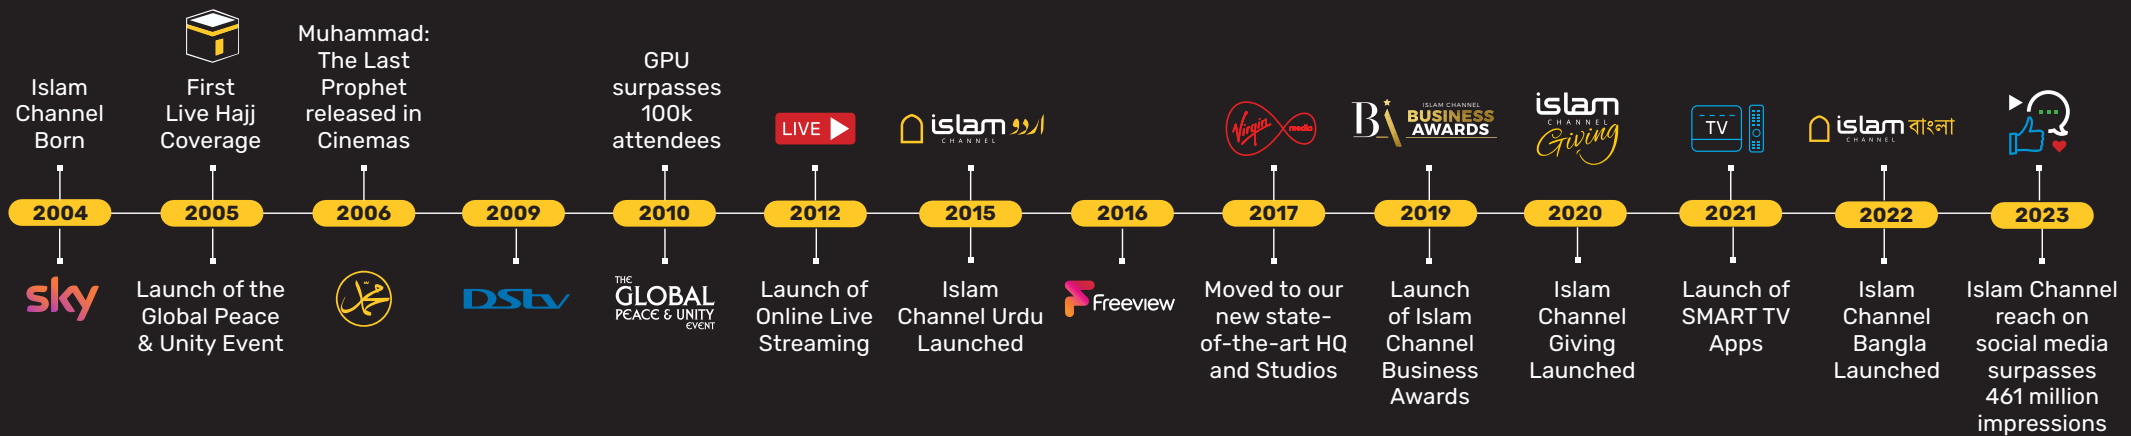 Islam
Channel
Born
2004
sky
First
Live Hajj
Coverage
2005
Launch of the
Global Peace
& Unity Event
Muhammad:
The Last
Prophet
released in
Cinemas
2006
محمد
2009
DStv
GPU
surpasses
100k
attendees
2010
THE
GLOBAL
PEACE & UNITY
EVENT
LIVE
2012
Launch of
Online Live
Streaming
islam اردو
CHANNEL
2015
Islam
Channel Urdu
Launched
2016
Freeview
Virgin media
2017
Moved to our
new state-
of-the-art HQ
and Studios
BA
ISLAM CHANNEL
BUSINESS
AWARDS
2019
Launch
of Islam
Channel
Business
Awards
islam
CHANNEL
Giving
2020
Islam
Channel
Giving
Launched
TV
2021
Launch of
SMART TV
Apps
islam বাংলা
CHANNEL
2022
Islam
Channel
Bangla
Launched
2023
Islam Channel
reach on
social media
surpasses
461 million
impressions